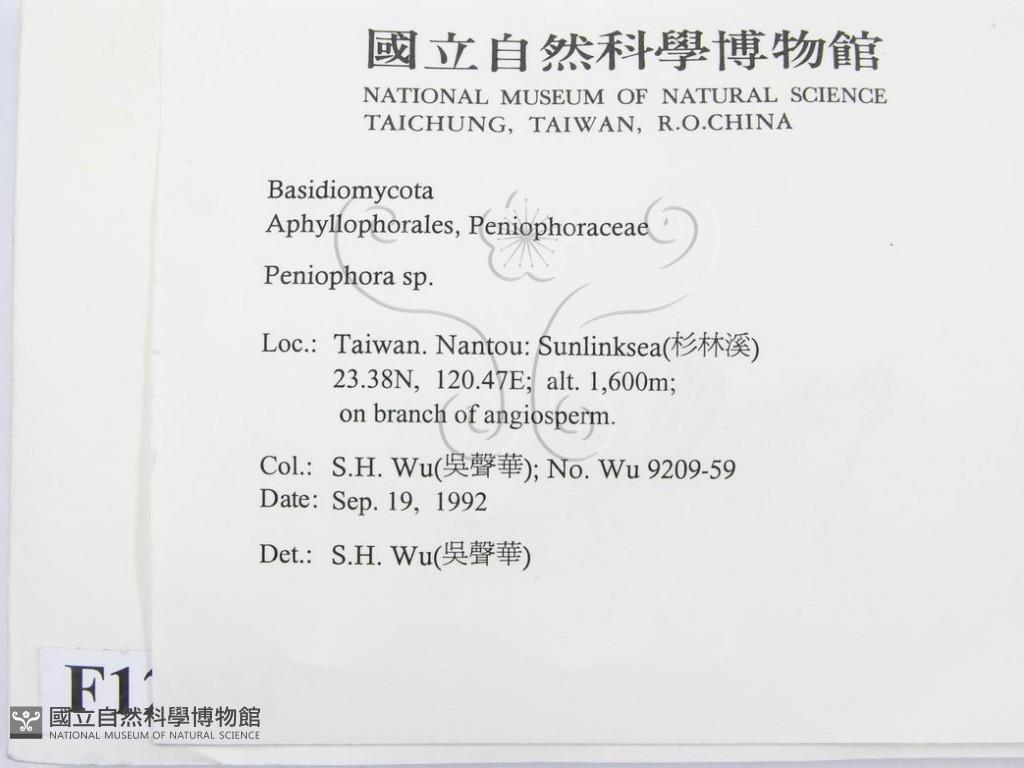 國立自然科學博物館
NATIONAL MUSEUM OF NATURAL SCIENCE
TAICHUNG, TAIWAN, R.O.CHINA
Basidiomycota
Aphyllophorales, Peniophoraceae
Peniophora sp.
Loc.: Taiwan. Nantou: Sunlinksea(杉林溪)
23.38N, 120.47E; alt. 1,600m;
on branch of angiosperm.
Col.: S.H. Wu(吳聲華); No. Wu 9209-59
Date: Sep. 19, 1992
Det.: S.H. Wu(吳聲華)
國立自然科學博物館
NATIONAL MUSEUM OF NATURAL SCIENCE